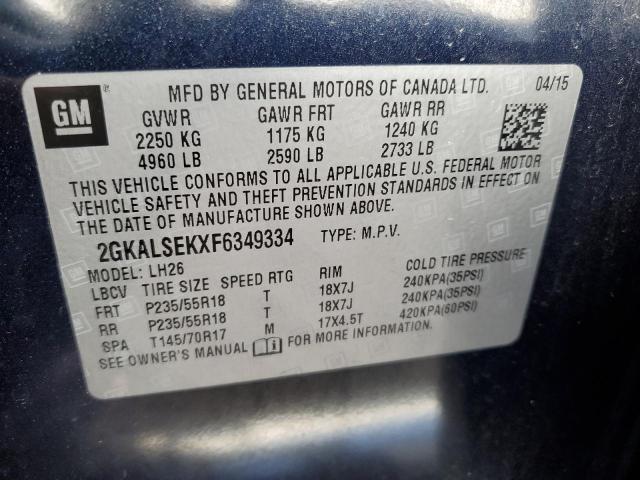 GM
MFD BY GENERAL MOTORS OF CANADA LTD. 04/15
GVWR GAWR FRT GAWR RR
2250 KG 1175 KG 1240 KG
4960 LB 2590 LB 2733 LB
THIS VEHICLE CONFORMS TO ALL APPLICABLE U.S. FEDERAL MOTOR
VEHICLE SAFETY AND THEFT PREVENTION STANDARDS IN EFFECT ON
THE DATE OF MANUFACTURE SHOWN ABOVE.
2GKALSEKXF6349334 TYPE: M.P.V.
MODEL: LH26
LBCV TIRE SIZE SPEED RTG RIM COLD TIRE PRESSURE
FRT P235/55R18 T 18X7J 240KPA(35PSI)
RR P235/55R18 T 18X7J 240KPA(35PSI)
SPA T145/70R17 M 17X4.5T 420KPA(60PSI)
SEE OWNER'S MANUAL FOR MORE INFORMATION.